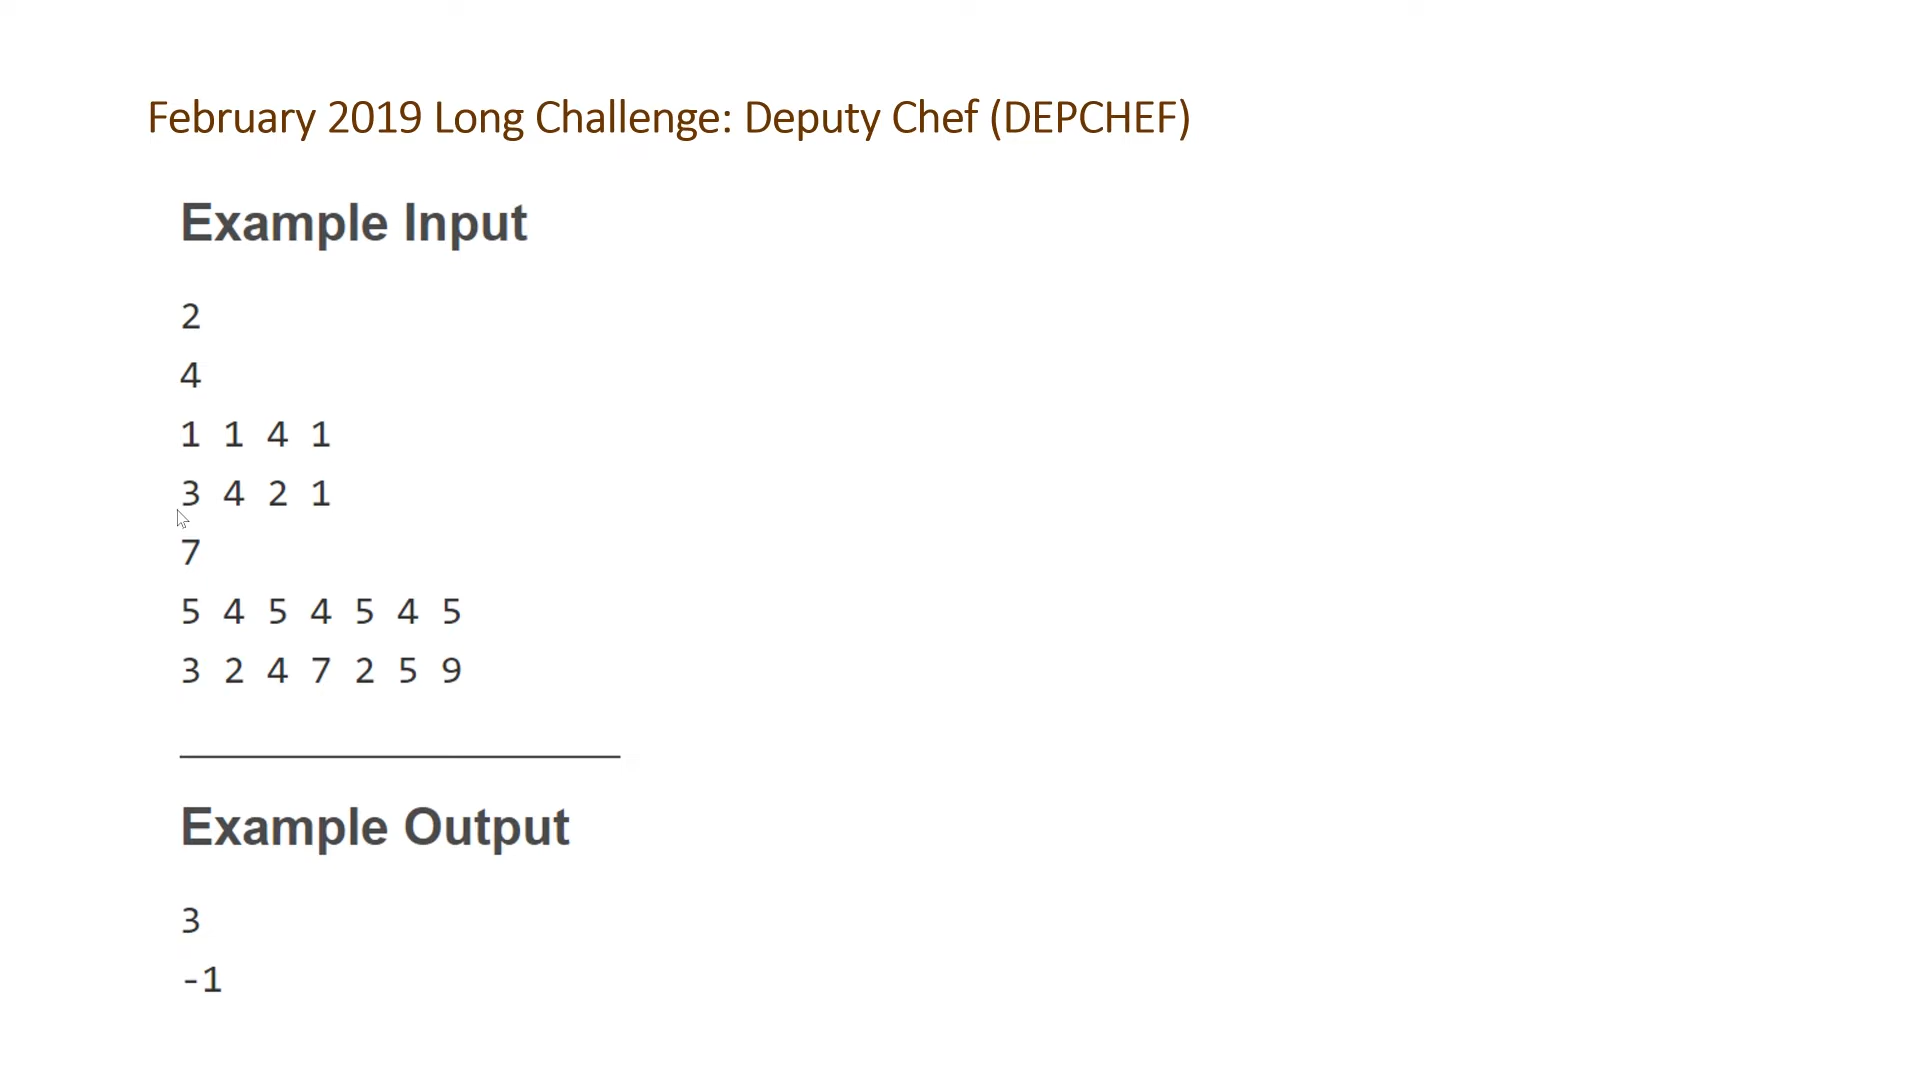 February 2019 Long Challenge: Deputy Chef (DEPCHEF)
Example Input
2
4
1 1 4 1
3 4 2 1
7
5 4 5 4 5 4 5
3 2 4 7 2 5 9
Example Output
3
-1